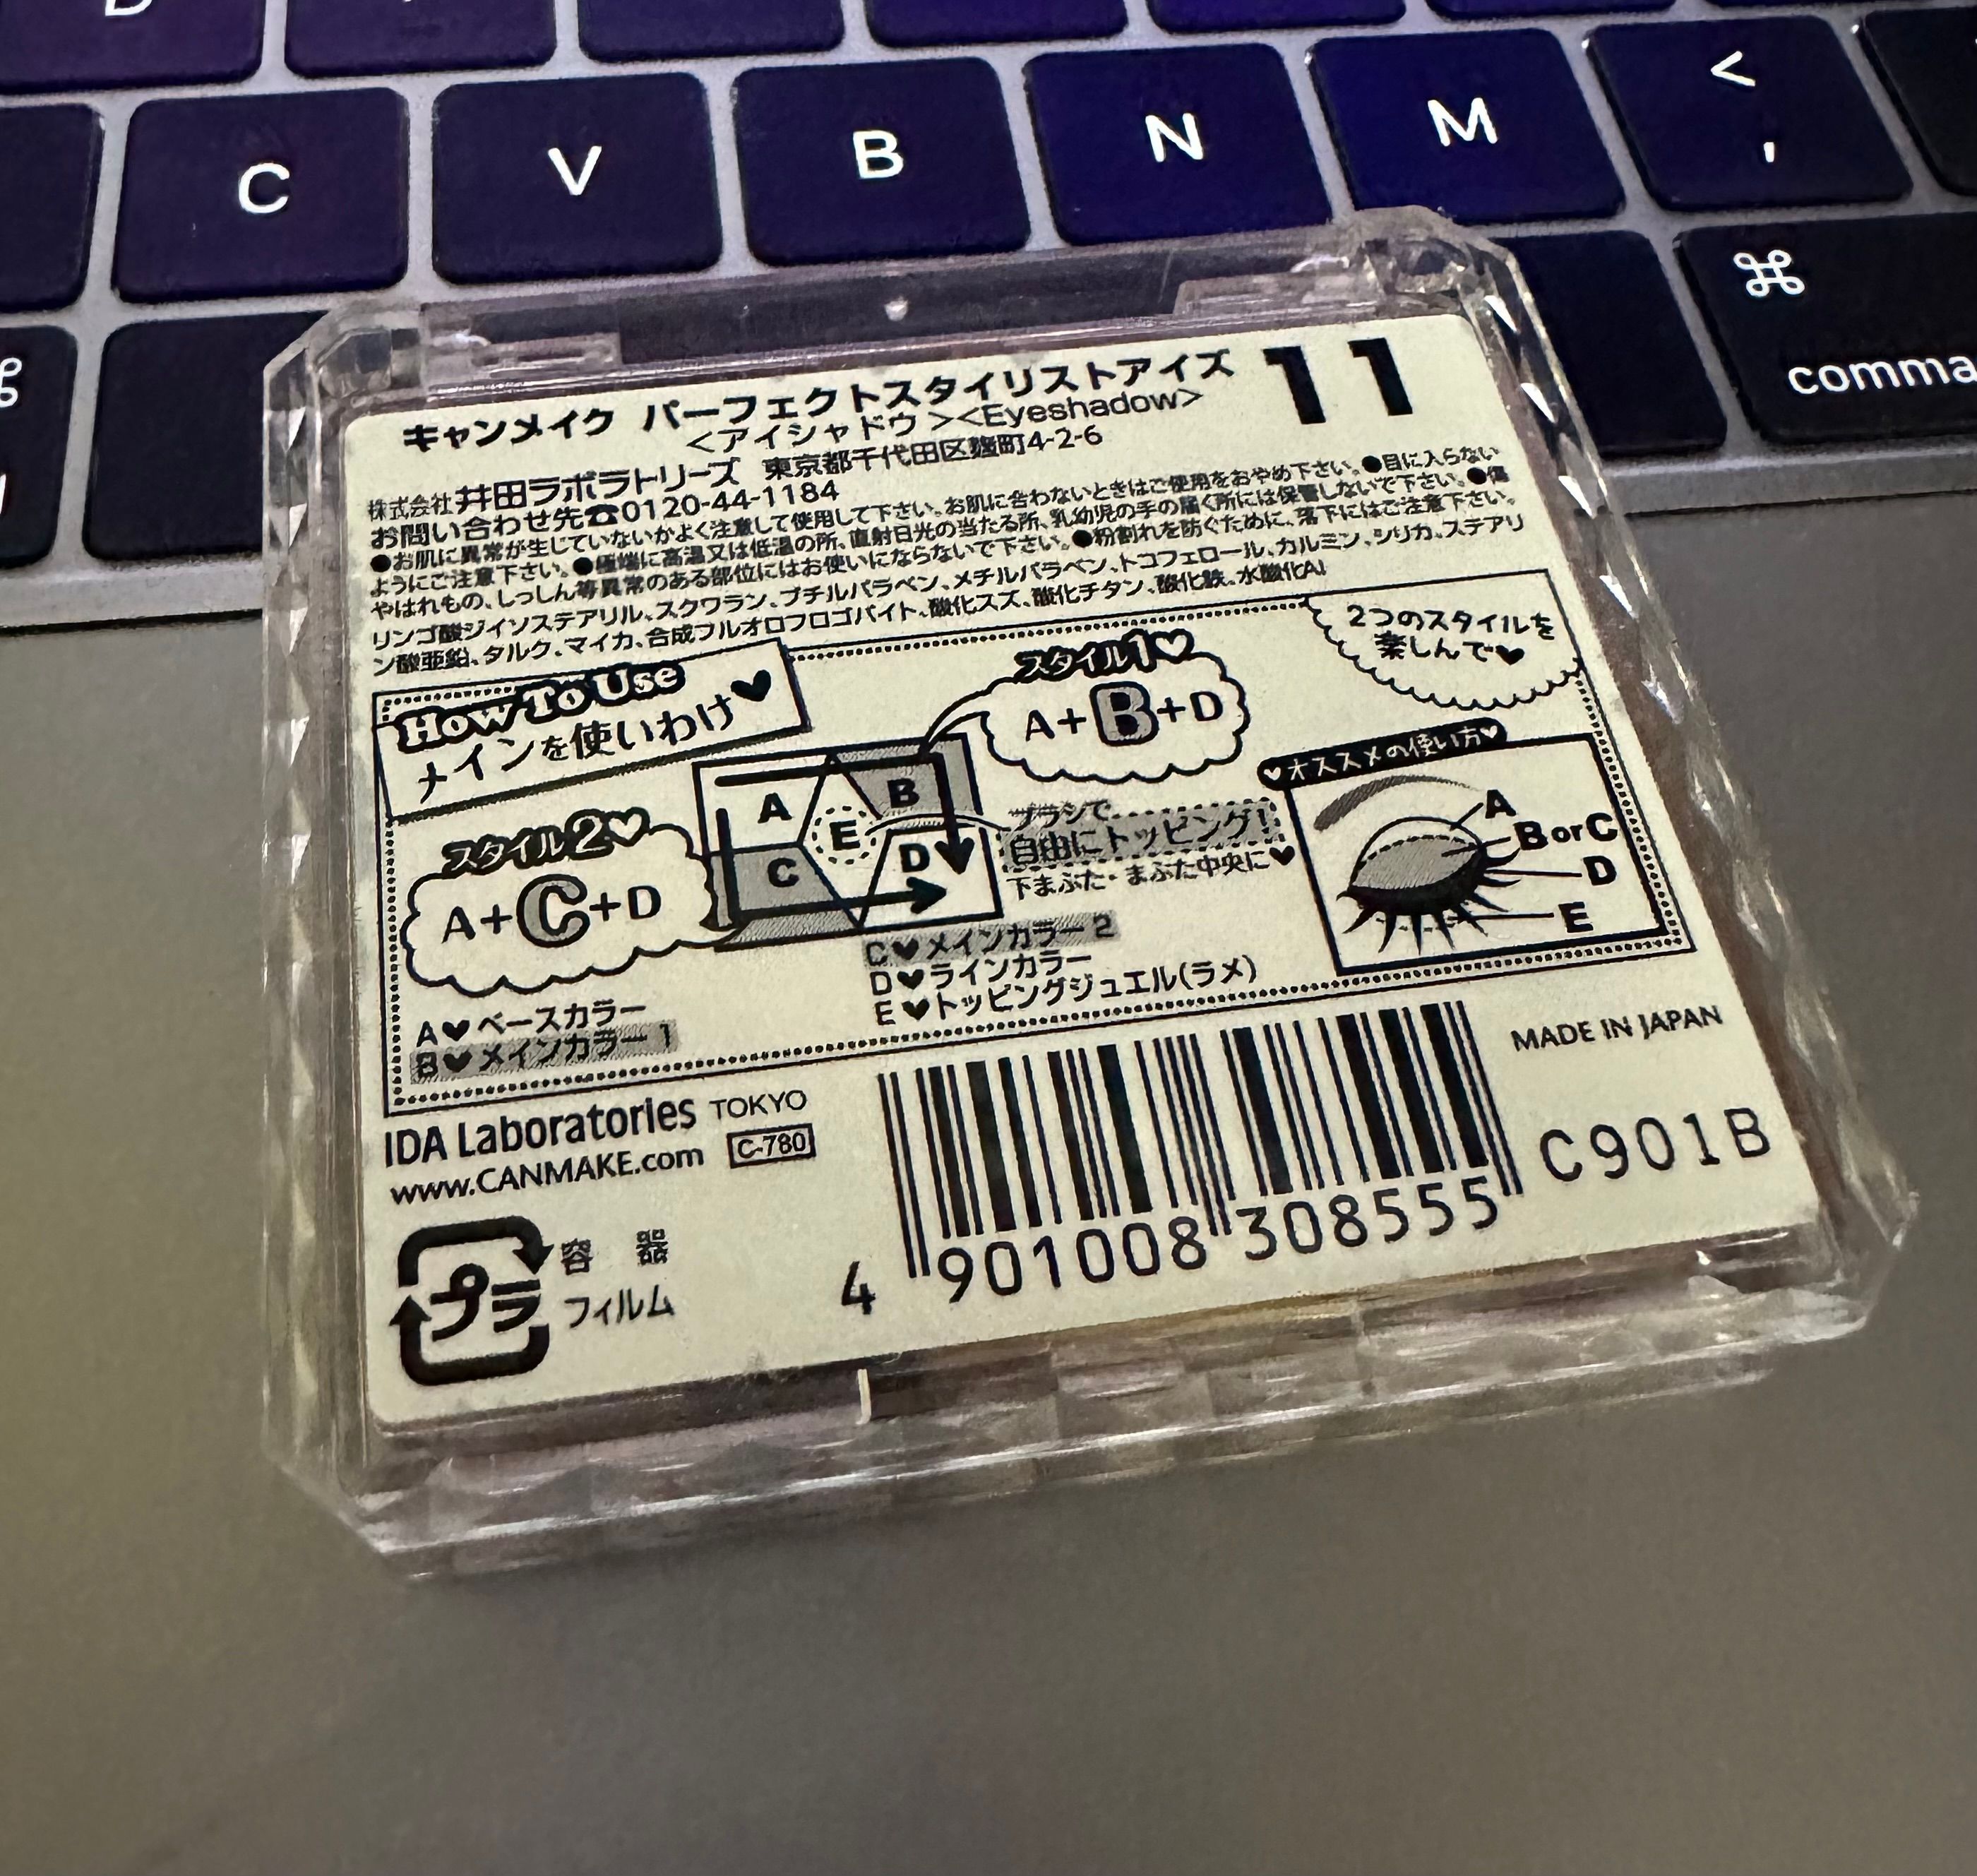 D
C
V
B
N
M
<
,
⌘
⌘
comma
キャンメイク パーフェクトスタイリストアイズ
11
<アイシャドウ><Eyeshadow>
株式会社 井田ラボラトリーズ 東京都千代田区麹町4-2-6
お問い合わせ先☎0120-44-1184
●お肌に異常が生じていないかよく注意して使用して下さい。お肌に合わないときはご使用をおやめ下さい。●目に入らない
ようにご注意下さい。●極端に高温又は低温の所、直射日光の当たる所、乳幼児の手の届く所には保管しないで下さい。●傷
やはれもの、しっしん等異常のある部位にはお使いにならないで下さい。●粉割れを防ぐために、落下にはご注意下さい。
リンゴ酸ジイソステアリル、スクワラン、ブチルパラベン、メチルパラベン、トコフェロール、カルミン、シリカ、ステアリ
ン酸亜鉛、タルク、マイカ、合成フルオロフロゴパイト、酸化スズ、酸化チタン、酸化鉄、水酸化Al
How To Use
メインを使いわけ♥
スタイル1♡
A+B+D
2つのスタイルを
楽しんで♥
スタイル2♡
A+C+D
A
B
E
C
D
ブラシで
自由にトッピング!
下まぶた・まぶた中央に♥
♥オススメの使い方♥
A
B or C
D
E
A♥ベースカラー
B♥メインカラー1
C♥メインカラー2
D♥ラインカラー
E♥トッピングジュエル(ラメ)
IDA Laboratories TOKYO
www.CANMAKE.com C-780
プラ
容器
フィルム
4 901008 308555
MADE IN JAPAN
C901B